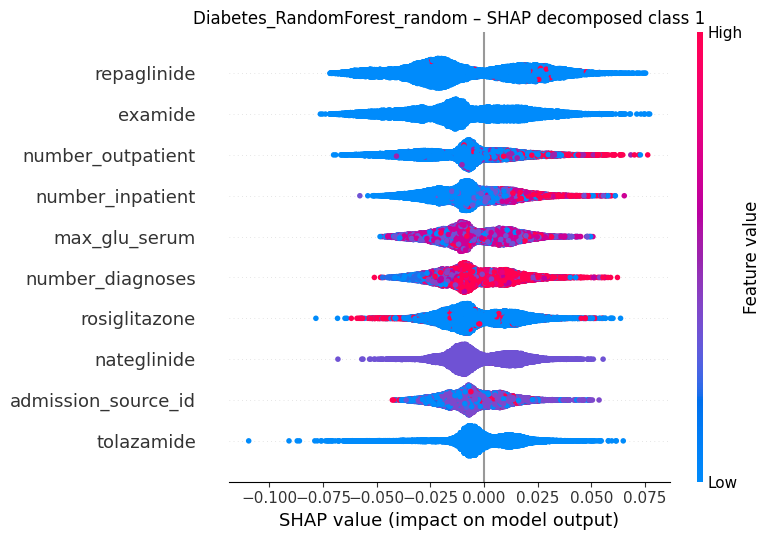 Diabetes_RandomForest_random – SHAP decomposed class 1
High
repaglinide
examide
number_outpatient
number_inpatient
max_glu_serum
number_diagnoses
rosiglitazone
nateglinide
admission_source_id
tolazamide
Feature value
Low
−0.100 −0.075 −0.050 −0.025 0.000 0.025 0.050 0.075
SHAP value (impact on model output)